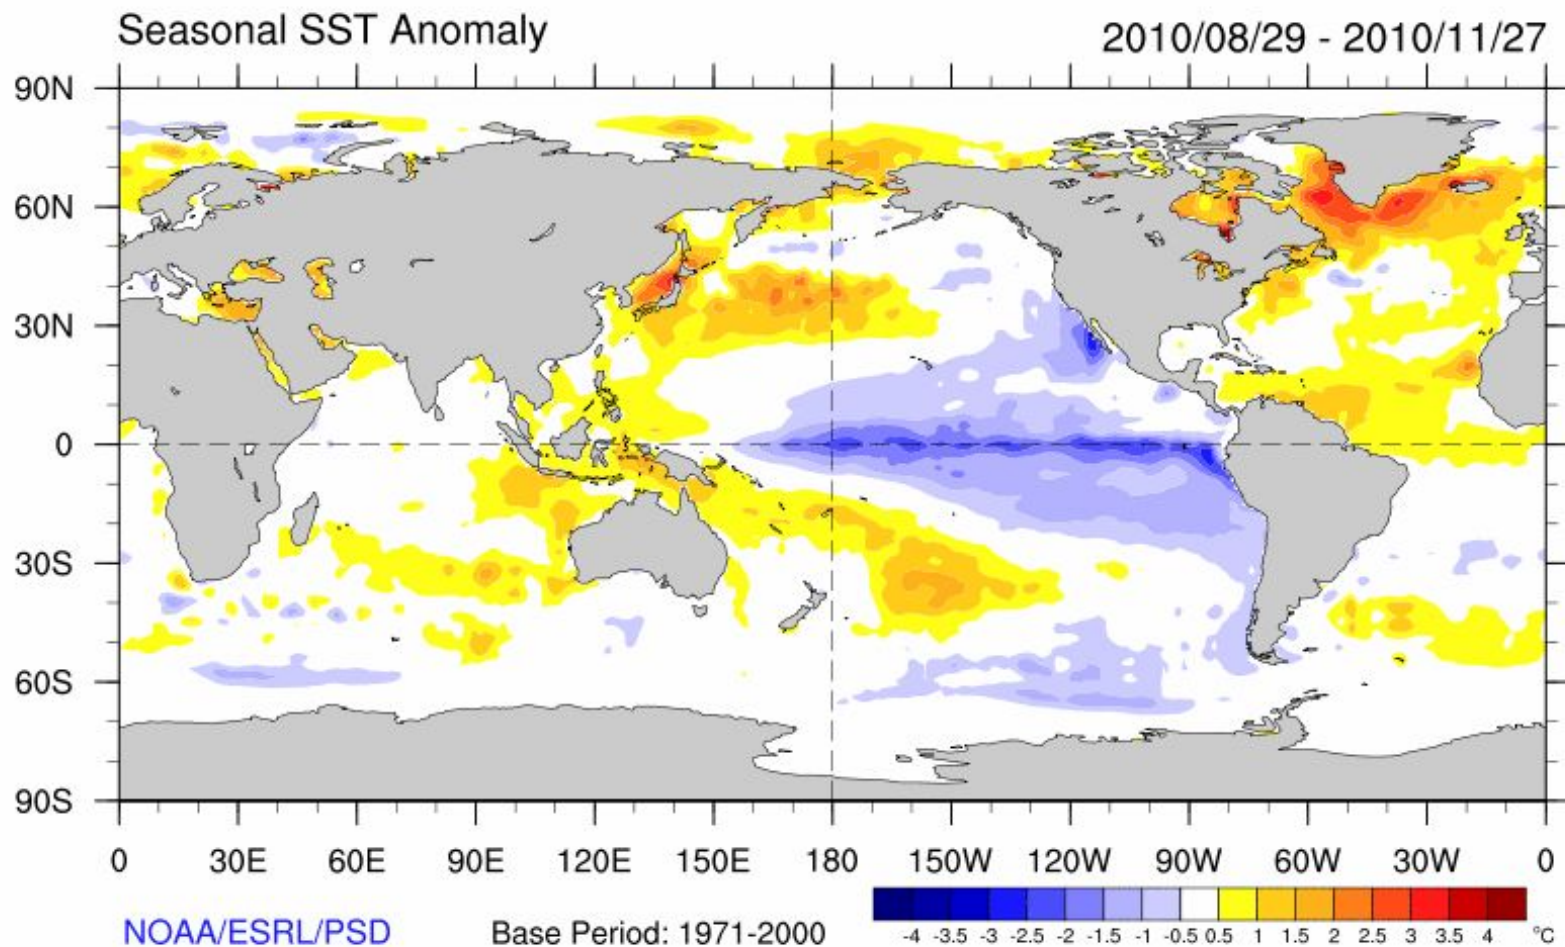 Seasonal SST Anomaly 2010/08/29 - 2010/11/27
90N
60N
30N
0
30S
60S
90S
0 30E 60E 90E 120E 150E 180 150W 120W 90W 60W 30W 0
NOAA/ESRL/PSD Base Period: 1971-2000 -4 -3.5 -3 -2.5 -2 -1.5 -1 -0.5 0.5 1 1.5 2 2.5 3 3.5 4 °C